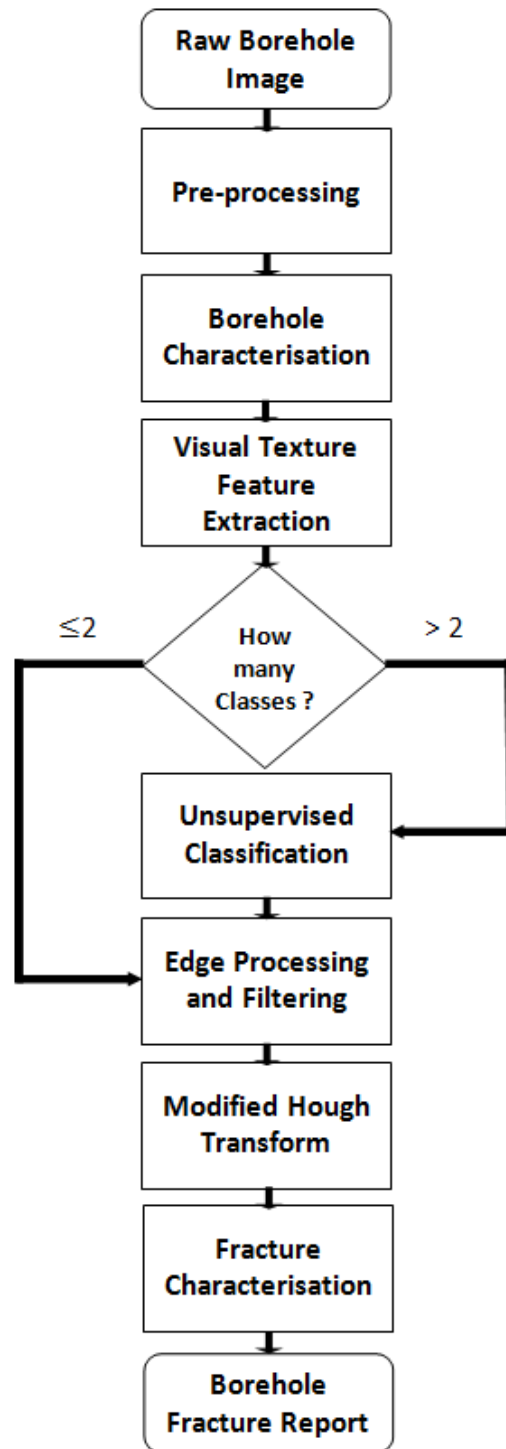 Raw Borehole
Image
Pre-processing
Borehole
Characterisation
Visual Texture
Feature
Extraction
≤2
> 2
How
many
Classes ?
Unsupervised
Classification
Edge Processing
and Filtering
Modified Hough
Transform
Fracture
Characterisation
Borehole
Fracture Report